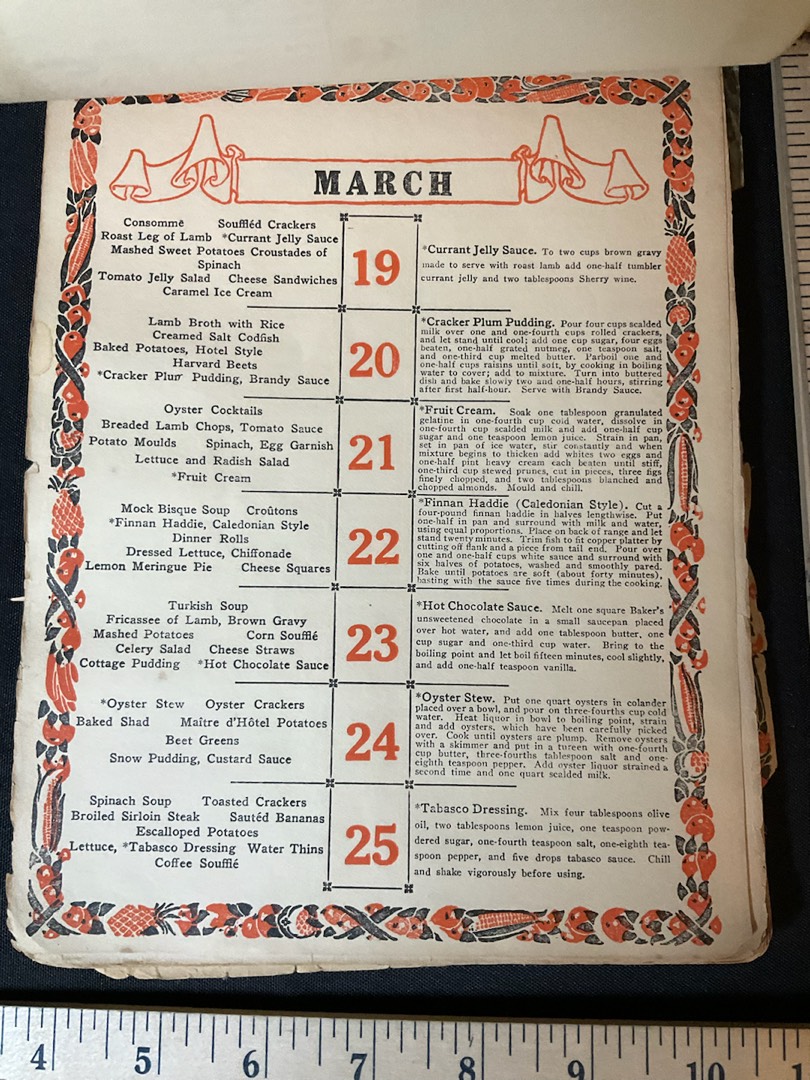 MARCH
Consommē Souffléd Crackers
Roast Leg of Lamb *Currant Jelly Sauce
Mashed Sweet Potatoes Croustades of
Spinach
Tomato Jelly Salad Cheese Sandwiches
Caramel Ice Cream
19
*Currant Jelly Sauce. To two cups brown gravy
made to serve with roast lamb add one-half tumbler
currant jelly and two tablespoons Sherry wine.
Lamb Broth with Rice
Creamed Salt Codfish
Baked Potatoes, Hotel Style
Harvard Beets
*Cracker Plum Pudding, Brandy Sauce
20
*Cracker Plum Pudding. Pour four cups scalded
milk over one and one-fourth cups rolled crackers,
and let stand until cool; add one cup sugar, four eggs
beaten, one-half grated nutmeg, one teaspoon salt,
and one-third cup melted butter. Parboil one and
one-half cups raisins until soft, by cooking in boiling
water to cover; add to mixture. Turn into buttered
dish and bake slowly two and one-half hours, stirring
after first half-hour. Serve with Brandy Sauce.
Oyster Cocktails
Breaded Lamb Chops, Tomato Sauce
Potato Moulds Spinach, Egg Garnish
Lettuce and Radish Salad
*Fruit Cream
21
*Fruit Cream. Soak one tablespoon granulated
gelatine in one-fourth cup cold water, dissolve in
one-fourth cup scalded milk and add one-half cup
sugar and one teaspoon lemon juice. Strain in pan,
set in pan of ice water, stir constantly and when
mixture begins to thicken add whites two eggs and
one-half pint heavy cream each beaten until stiff,
one-third cup stewed prunes, cut in pieces, three figs
finely chopped, and two tablespoons blanched and
chopped almonds. Mould and chill.
Mock Bisque Soup Croûtons
*Finnan Haddie, Caledonian Style
Dinner Rolls
Dressed Lettuce, Chiffonade
Lemon Meringue Pie Cheese Squares
22
*Finnan Haddie (Caledonian Style). Cut a
four-pound finnan haddie in halves lengthwise. Put
one-half in pan and surround with milk and water,
using equal proportions. Place on back of range and let
stand twenty minutes. Trim fish to fit copper platter by
cutting off flank and a piece from tail end. Pour over
one and one-half cups white sauce and surround with
six halves of potatoes, washed and smoothly pared.
Bake until potatoes are soft (about forty minutes),
basting with the sauce five times during the cooking.
Turkish Soup
Fricassee of Lamb, Brown Gravy
Mashed Potatoes Corn Soufflé
Celery Salad Cheese Straws
Cottage Pudding *Hot Chocolate Sauce
23
*Hot Chocolate Sauce. Melt one square Baker's
unsweetened chocolate in a small saucepan placed
over hot water, and add one tablespoon butter, one
cup sugar and one-third cup water. Bring to the
boiling point and let boil fifteen minutes, cool slightly,
and add one-half teaspoon vanilla.
*Oyster Stew Oyster Crackers
Baked Shad Maître d'Hôtel Potatoes
Beet Greens
Snow Pudding, Custard Sauce
24
*Oyster Stew. Put one quart oysters in colander
placed over a bowl, and pour on three-fourths cup cold
water. Heat liquor in bowl to boiling point, strain
and add oysters, which have been carefully picked
over. Cook until oysters are plump. Remove oysters
with a skimmer and put in a tureen with one-fourth
cup butter, three-fourths tablespoon salt and one-
eighth teaspoon pepper. Add oyster liquor strained a
second time and one quart scalded milk.
Spinach Soup Toasted Crackers
Broiled Sirloin Steak Sautéd Bananas
Escalloped Potatoes
Lettuce, *Tabasco Dressing Water Thins
Coffee Soufflé
25
*Tabasco Dressing. Mix four tablespoons olive
oil, two tablespoons lemon juice, one teaspoon pow-
dered sugar, one-fourth teaspoon salt, one-eighth tea-
spoon pepper, and five drops tabasco sauce. Chill
and shake vigorously before using.
4 5 6 7 8 9 10